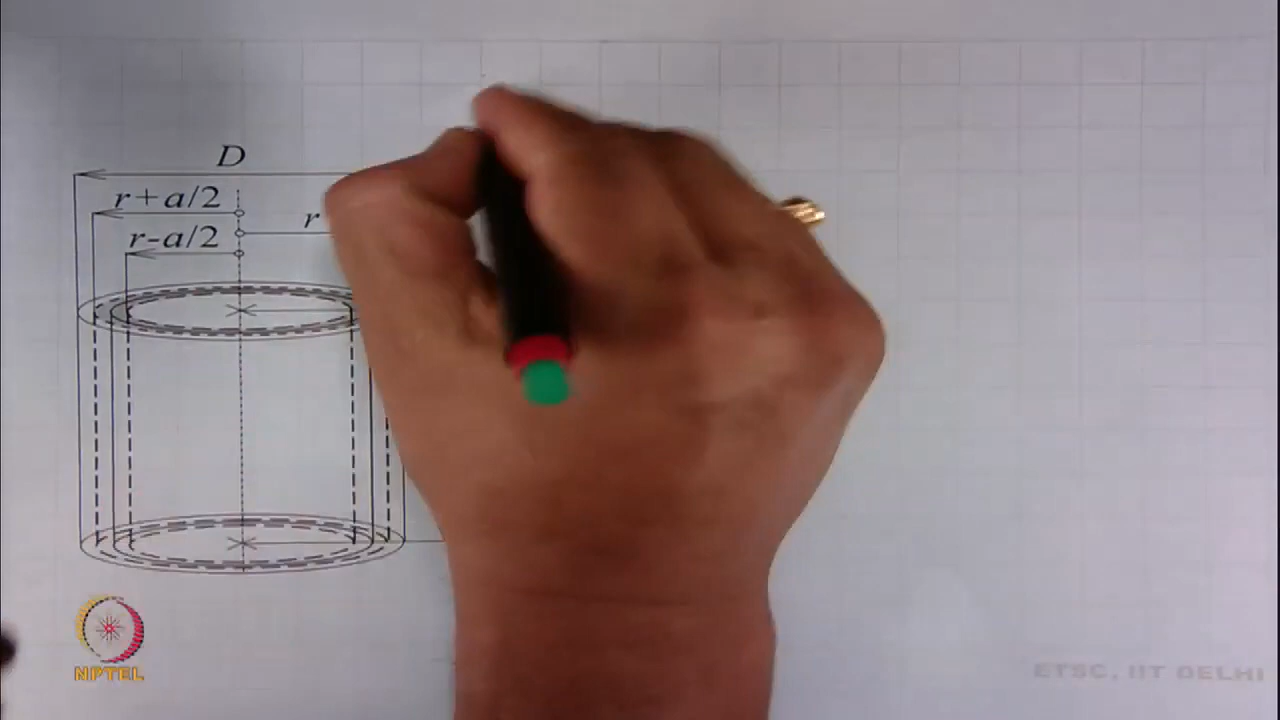 D
r+a/2
r
r-a/2
NPTEL
ETSC, IIT DELHI